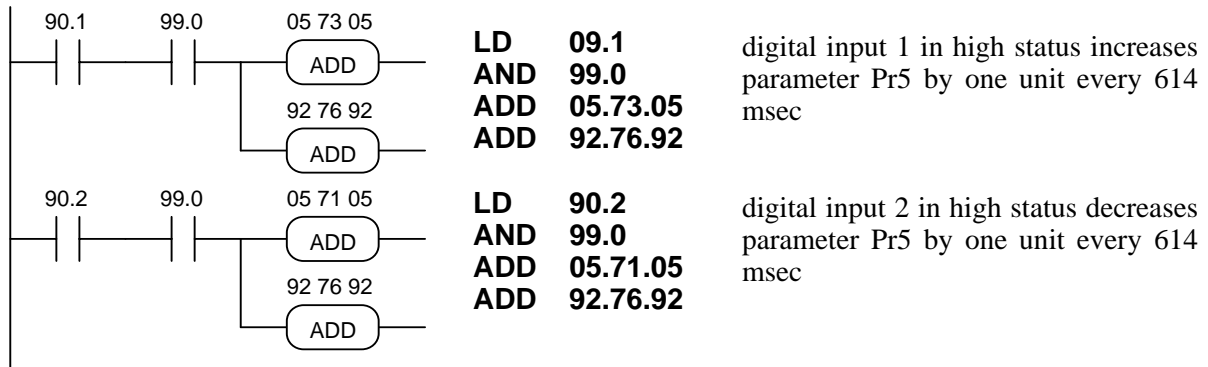 90.1 99.0 05 73 05
ADD
92 76 92
ADD
LD 09.1
AND 99.0
ADD 05.73.05
ADD 92.76.92
digital input 1 in high status increases
parameter Pr5 by one unit every 614
msec
90.2 99.0 05 71 05
ADD
92 76 92
ADD
LD 90.2
AND 99.0
ADD 05.71.05
ADD 92.76.92
digital input 2 in high status decreases
parameter Pr5 by one unit every 614
msec